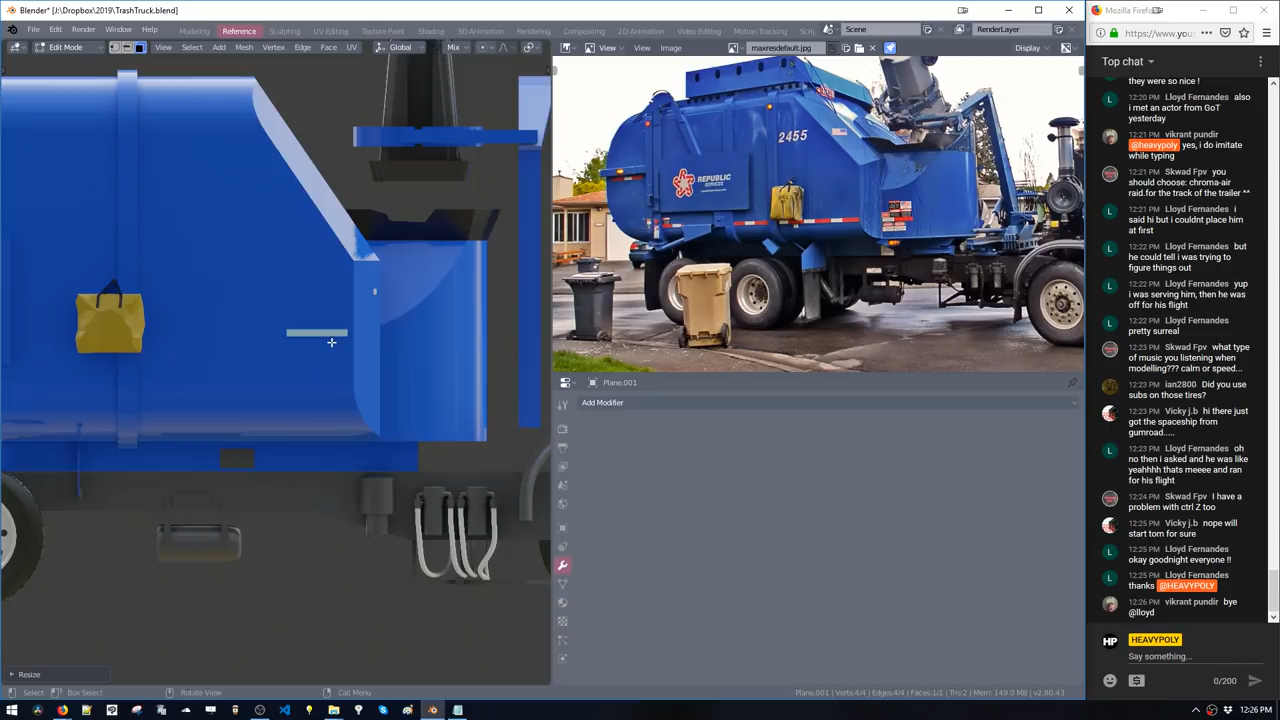 Blender* [J:\Dropbox\2019\TrashTruck.blend]
File Edit Render Window Help
Modeling Reference Sculpting UV Editing Texture Paint Shading 3D Animation Rendering Compositing 2D Animation Video Editing Scrip
Scene
RenderLayer
Edit Mode
View Select Add Mesh Vertex Edge Face UV
Global
Mix
View
View Image
maxresdefault.jpg
Display
2455
REPUBLIC
SERVICES
Plane.001
Add Modifier
Resize
Select Box Select Rotate View Call Menu
Plane.001 | Verts:4/4 | Edges:4/4 | Faces:1/1 | Tris:2 | Mem: 149.0 MB | v2.80.43
Mozilla Firefo
https://www.you
Top chat
they were so nice !
12:20 PM Lloyd Fernandes also
i met an actor from GoT
yesterday
12:21 PM vikrant pundir
@heavypoly yes, i do imitate
while typing
12:21 PM Skwad Fpv you
should choose: chroma-air
raid.for the track of the trailer ^^
12:21 PM Lloyd Fernandes i
said hi but i couldnt place him
at first
12:22 PM Lloyd Fernandes but
he could tell i was trying to
figure things out
12:22 PM Lloyd Fernandes yup
i was serving him, then he was
off for his flight
12:22 PM Lloyd Fernandes
pretty surreal
12:23 PM Skwad Fpv what type
of music you listening when
modelling??? calm or speed...
12:23 PM ian2800 Did you use
subs on those tires?
12:23 PM Vicky j.b hi there just
got the spaceship from
gumroad.....
12:23 PM Lloyd Fernandes oh
no then i asked and he was like
yeahhh thats meeee and ran
for his flight
12:24 PM Skwad Fpv I have a
problem with ctrl Z too
12:25 PM Vicky j.b nope will
start tom for sure
12:25 PM Lloyd Fernandes
okay goodnight everyone !!
12:25 PM Lloyd Fernandes
thanks @HEAVYPOLY
12:26 PM vikrant pundir bye
@lloyd
HP HEAVYPOLY
Say something...
0/200
12:26 PM